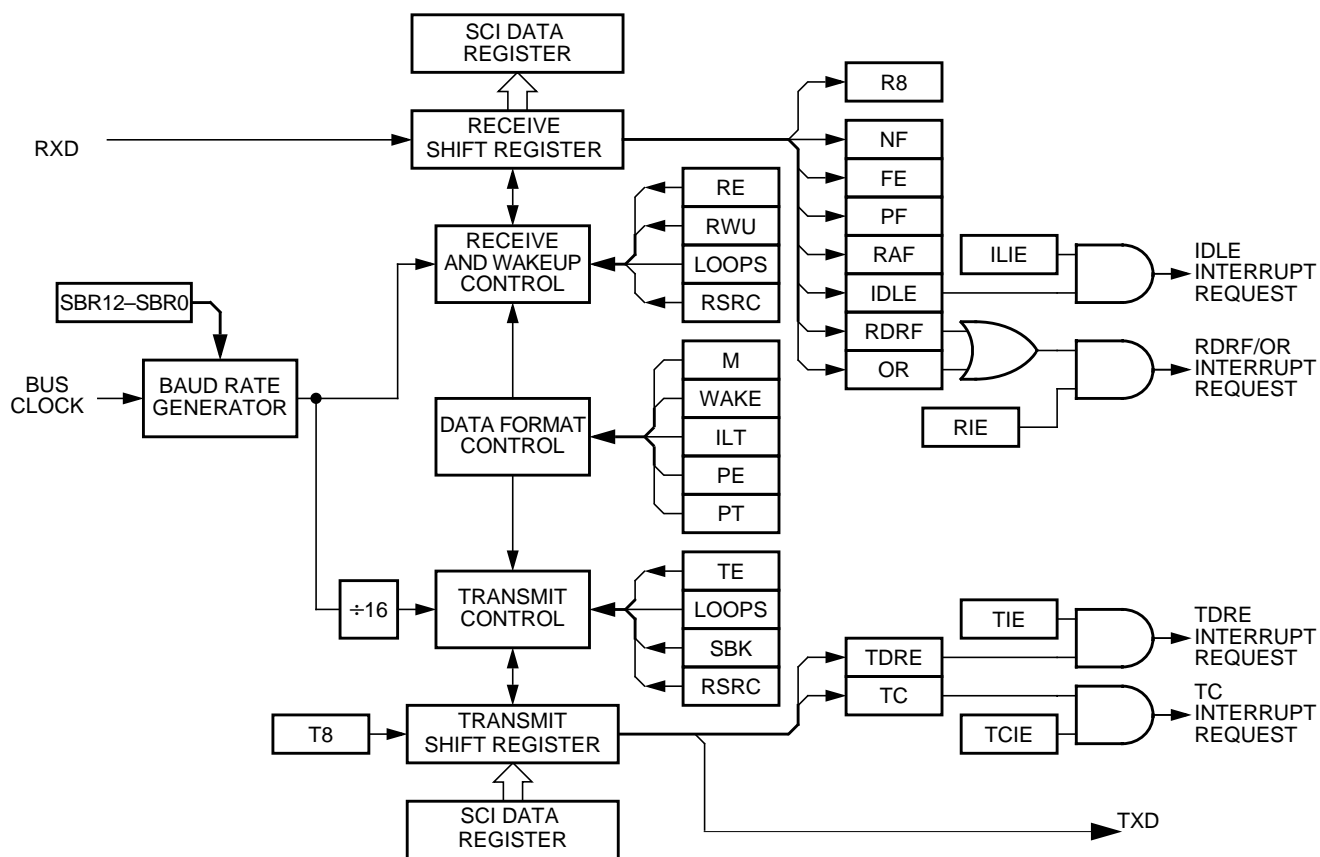 SCI DATA
REGISTER
R8
RXD
RECEIVE
SHIFT REGISTER
NF
FE
PF
RAF
IDLE
RDRF
OR
RE
RWU
LOOPS
RSRC
RECEIVE
AND WAKEUP
CONTROL
ILIE
IDLE
INTERRUPT
REQUEST
SBR12–SBR0
RDRF/OR
INTERRUPT
REQUEST
BUS
CLOCK
BAUD RATE
GENERATOR
RIE
DATA FORMAT
CONTROL
M
WAKE
ILT
PE
PT
÷16
TRANSMIT
CONTROL
TE
LOOPS
SBK
RSRC
TIE
TDRE
INTERRUPT
REQUEST
TDRE
TC
TC
INTERRUPT
REQUEST
TCIE
T8
TRANSMIT
SHIFT REGISTER
SCI DATA
REGISTER
TXD